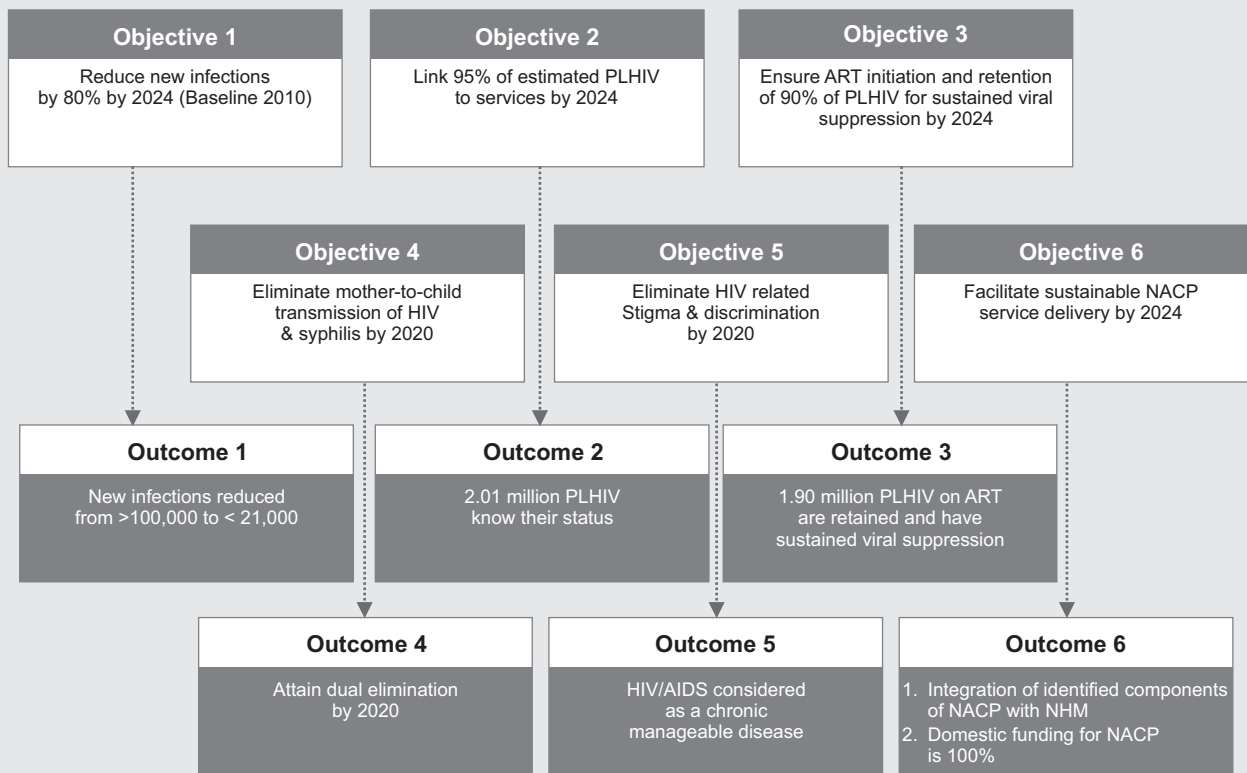 Objective 1
Reduce new infections
by 80% by 2024 (Baseline 2010)
Objective 2
Link 95% of estimated PLHIV
to services by 2024
Objective 3
Ensure ART initiation and retention
of 90% of PLHIV for sustained viral
suppression by 2024
Objective 4
Eliminate mother-to-child
transmission of HIV
& syphilis by 2020
Objective 5
Eliminate HIV related
Stigma & discrimination
by 2020
Objective 6
Facilitate sustainable NACP
service delivery by 2024
Outcome 1
New infections reduced
from >100,000 to < 21,000
Outcome 2
2.01 million PLHIV
know their status
Outcome 3
1.90 million PLHIV on ART
are retained and have
sustained viral suppression
Outcome 4
Attain dual elimination
by 2020
Outcome 5
HIV/AIDS considered
as a chronic
manageable disease
Outcome 6
1. Integration of identified components
of NACP with NHM
2. Domestic funding for NACP
is 100%